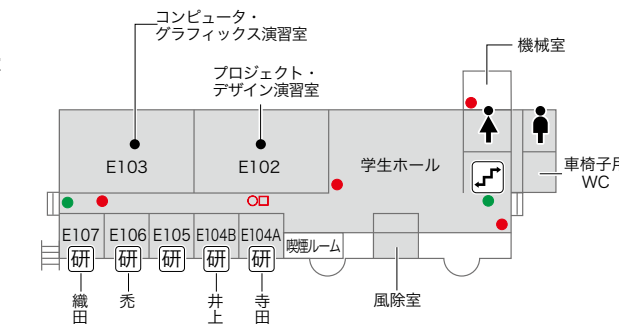 コンピュータ・
グラフィックス演習室
機械室
プロジェクト・
デザイン演習室
E103
E102
学生ホール
車椅子用
WC
E107
E106
E105
E104B
E104A
喫煙ルーム
研
研
研
研
研
織田
禿
井上
寺田
風除室